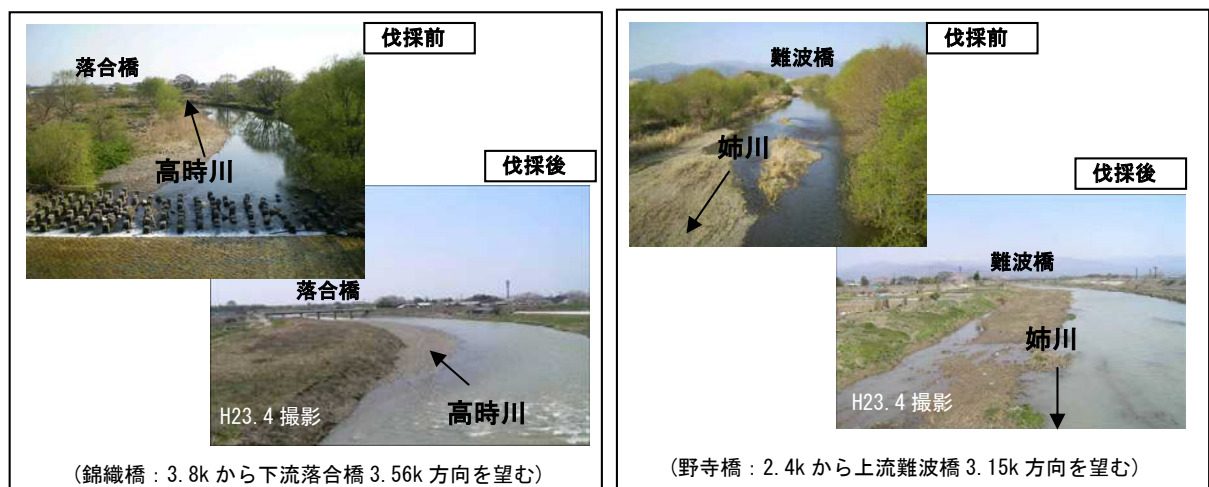 伐採前
落合橋
高時川
伐採後
落合橋
高時川
H23.4 撮影
(錦織橋：3.8k から下流落合橋 3.56k 方向を望む)
伐採前
難波橋
姉川
伐採後
難波橋
姉川
H23.4 撮影
(野寺橋：2.4k から上流難波橋 3.15k 方向を望む)